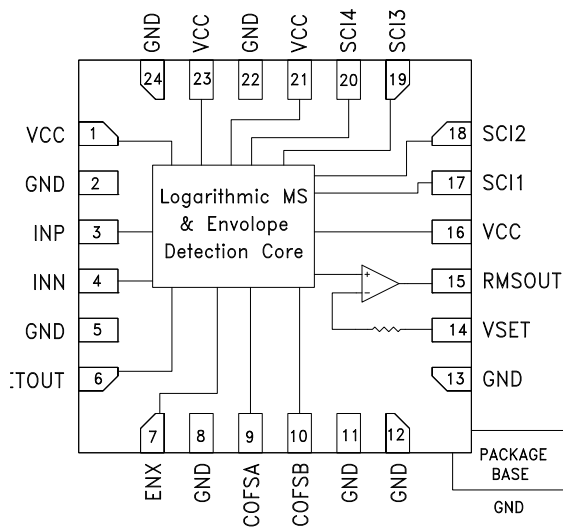 GND
VCC
GND
VCC
SCI4
SCI3
24
23
22
21
20
19
VCC
1
18
SCI2
GND
2
17
SCI1
INP
3
16
VCC
INN
4
15
RMSOUT
GND
5
14
VSET
:TOUT
6
13
GND
Logarithmic MS
& Envolope
Detection Core
+
−
7
8
9
10
11
12
ENX
GND
COFSA
COFSB
GND
GND
PACKAGE
BASE
GND